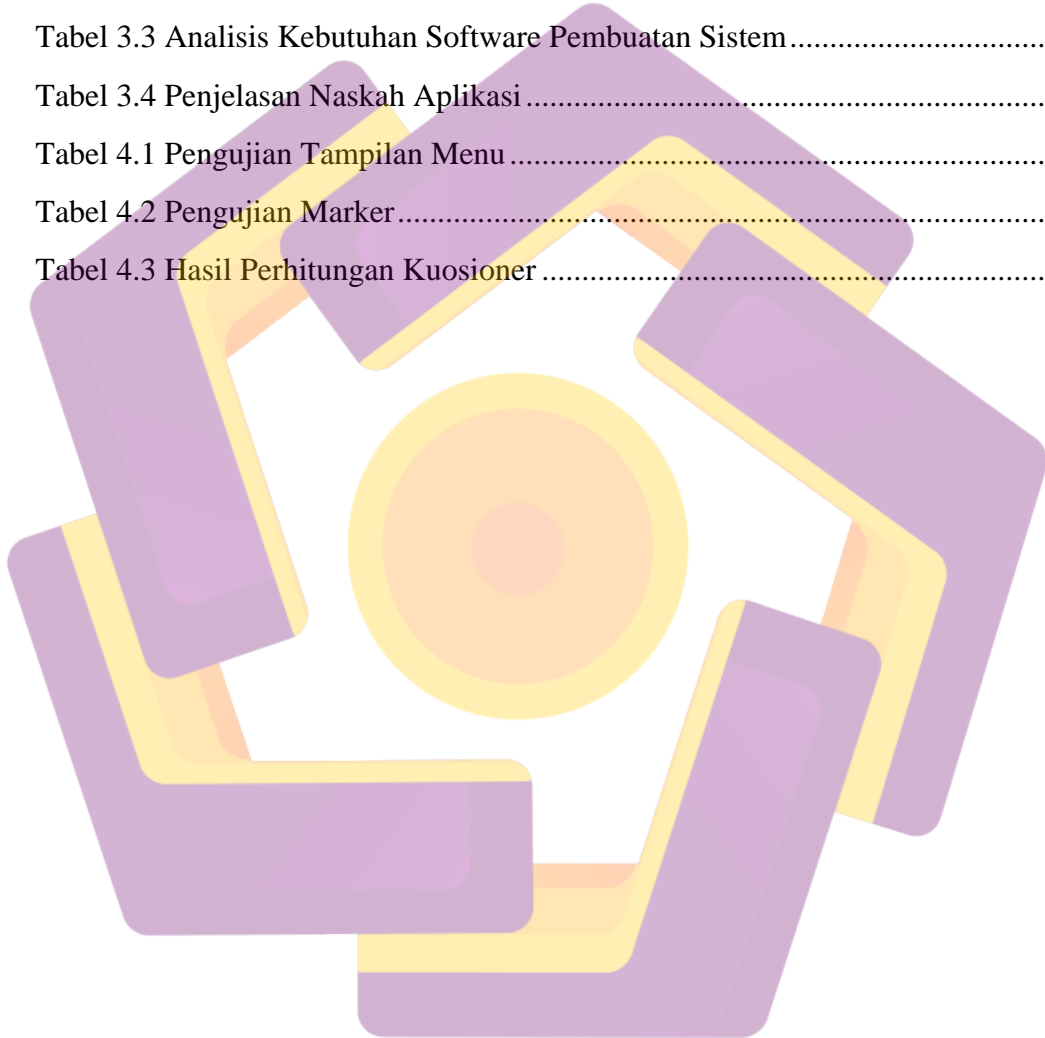 Tabel 3.3 Analisis Kebutuhan Software Pembuatan Sistem................................
Tabel 3.4 Penjelasan Naskah Aplikasi.................................................................
Tabel 4.1 Pengujian Tampilan Menu...................................................................
Tabel 4.2 Pengujian Marker.................................................................................
Tabel 4.3 Hasil Perhitungan Kuosioner...............................................................